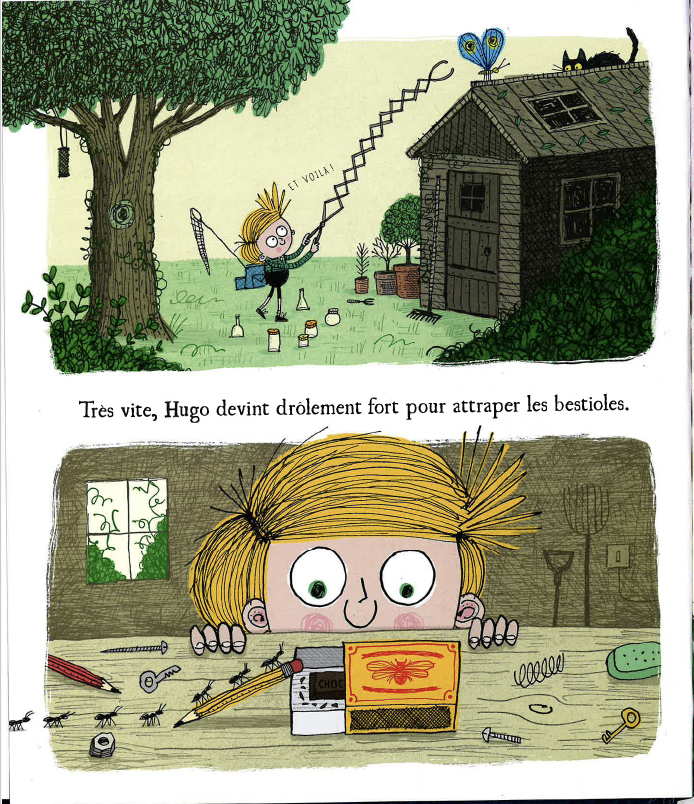 ET VOILÀ!
Très vite, Hugo devint drôlement fort pour attraper les bestioles.
CHOC